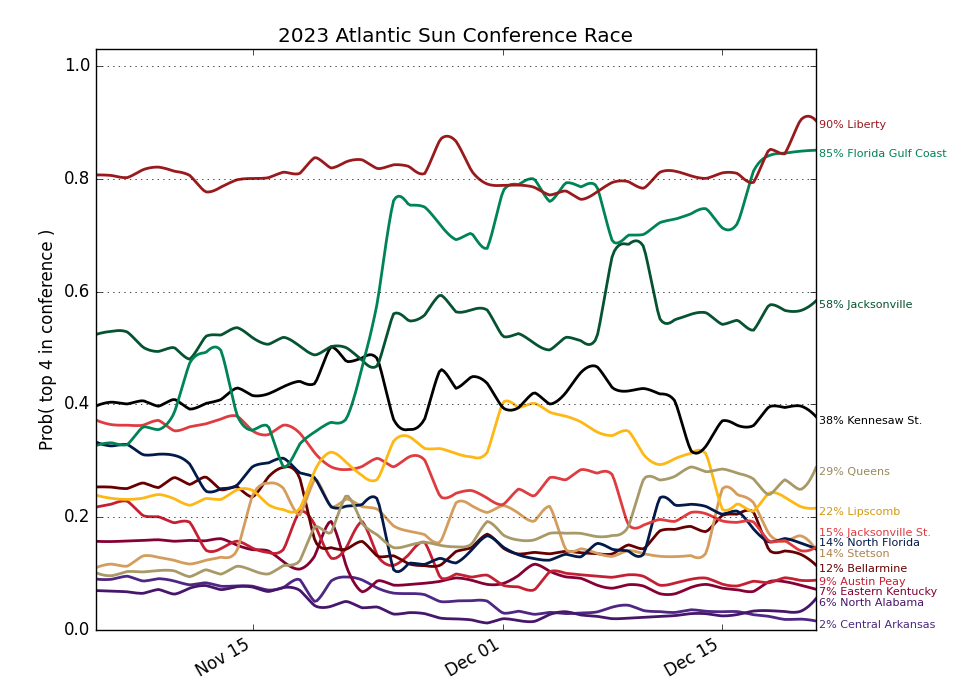 2023 Atlantic Sun Conference Race
Prob( top 4 in conference )
1.0
0.8
0.6
0.4
0.2
0.0
Nov 15
Dec 01
Dec 15
90% Liberty
85% Florida Gulf Coast
58% Jacksonville
38% Kennesaw St.
29% Queens
22% Lipscomb
15% Jacksonville St.
14% North Florida
14% Stetson
12% Bellarmine
9% Austin Peay
7% Eastern Kentucky
6% North Alabama
2% Central Arkansas